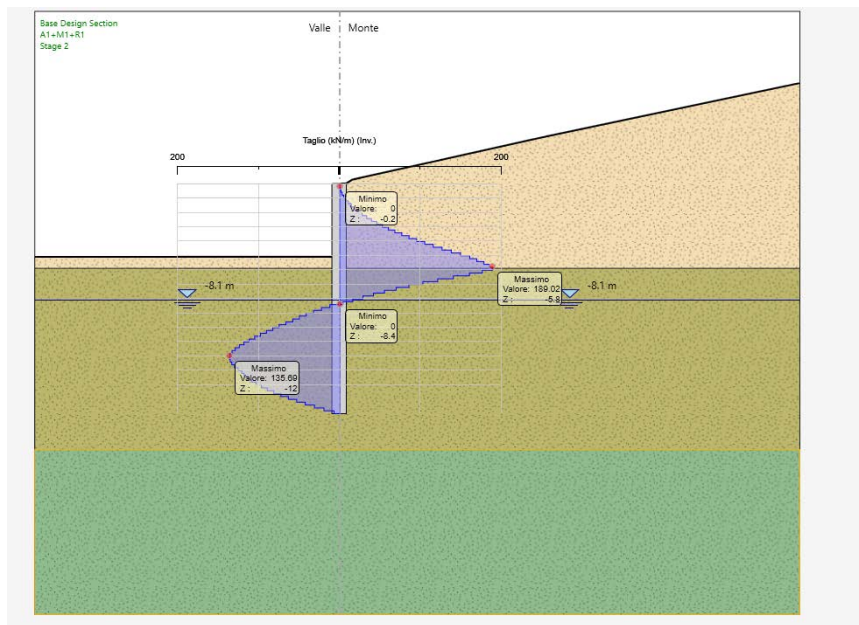 Base Design Section
A1+M1+R1
Stage 2
Valle
Monte
Taglio (kN/m) (Inv.)
200
200
Minimo
Valore: 0
Z : -0.2
-8.1 m
Massimo
Valore: 189.02
Z : -5.8
-8.1 m
Minimo
Valore: 0
Z : -8.4
Massimo
Valore: 135.69
Z : -12